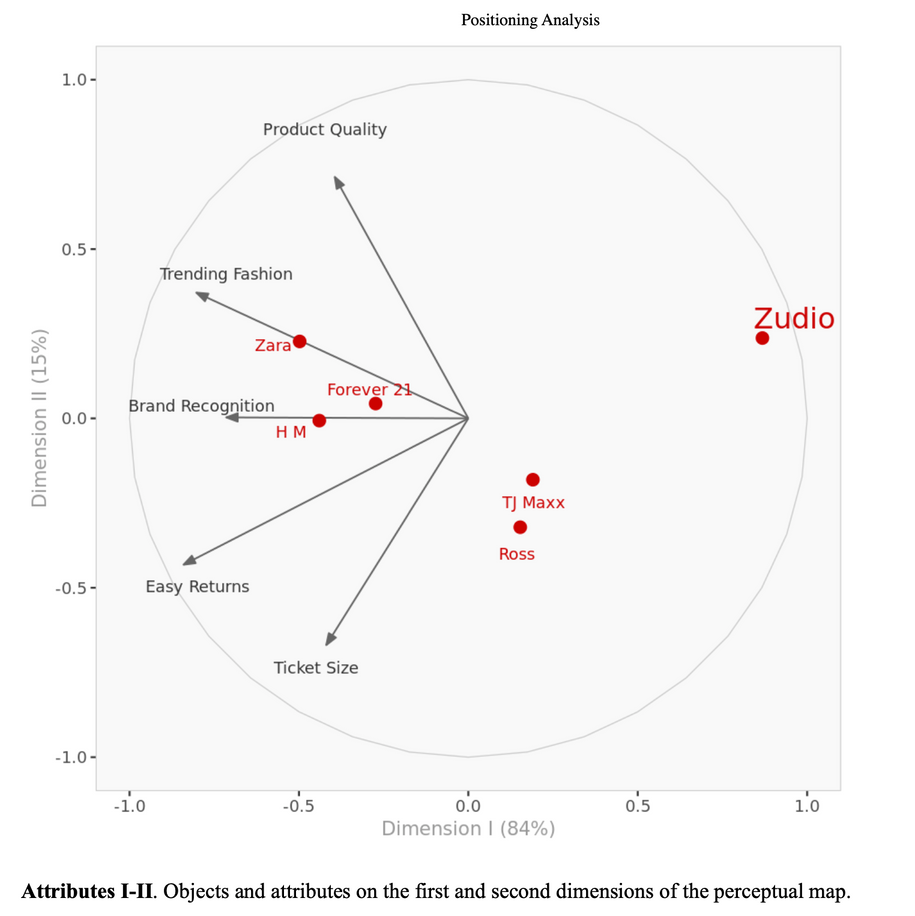 Positioning Analysis
1.0
Product Quality
0.5
Trending Fashion
Zudio
Zara
Forever 21
Brand Recognition
0.0
H M
Dimension II (15%)
TJ Maxx
Ross
-0.5
Easy Returns
Ticket Size
-1.0
-1.0 -0.5 0.0 0.5 1.0
Dimension I (84%)
Attributes I-II. Objects and attributes on the first and second dimensions of the perceptual map.